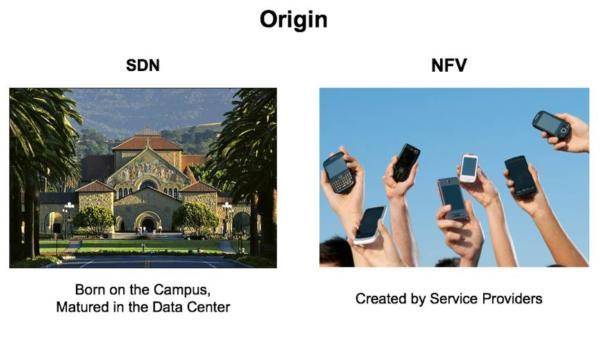 Origin
SDN
NFV
Born on the Campus,
Matured in the Data Center
Created by Service Providers